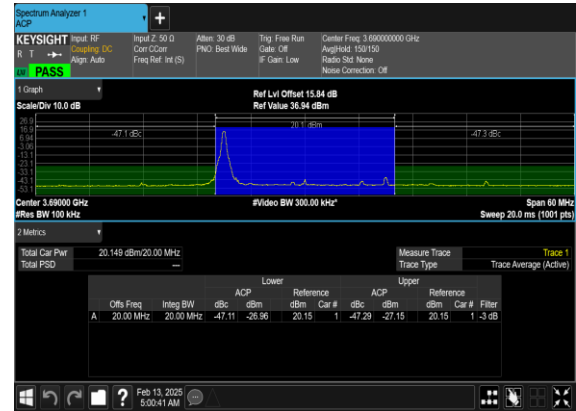 Spectrum Analyzer 1
ACP
KEYSIGHT
R T
LVI PASS
Input: RF
Coupling: DC
Align: Auto
Input Z: 50 Ω
Corr CCorr
Freq Ref: Int (S)
Atten: 30 dB
PNO: Best Wide
Trig: Free Run
Gate: Off
IF Gain: Low
Center Freq: 3.690000000 GHz
Avg|Hold: 150/150
Radio Std: None
Noise Correction: Off
1 Graph
Scale/Div 10.0 dB
Ref Lvl Offset 15.84 dB
Ref Value 36.94 dBm
26.9
16.9
6.94
-3.06
-13.1
-23.1
-33.1
-43.1
-53.1
-47.1 dBc
20.1 dBm
-47.3 dBc
Center 3.69000 GHz
#Res BW 100 kHz
#Video BW 300.00 kHz*
Span 60 MHz
Sweep 20.0 ms (1001 pts)
2 Metrics
Total Car Pwr 20.149 dBm/20.00 MHz
Total PSD ---
Measure Trace Trace 1
Trace Type Trace Average (Active)
Lower Upper
ACP Reference ACP Reference
Offs Freq Integ BW dBc dBm dBm Car # dBc dBm dBm Car # Filter
A 20.00 MHz 20.00 MHz -47.11 -26.96 20.15 1 -47.29 -27.15 20.15 1 -3 dB
?
Feb 13, 2025
5:00:41 AM